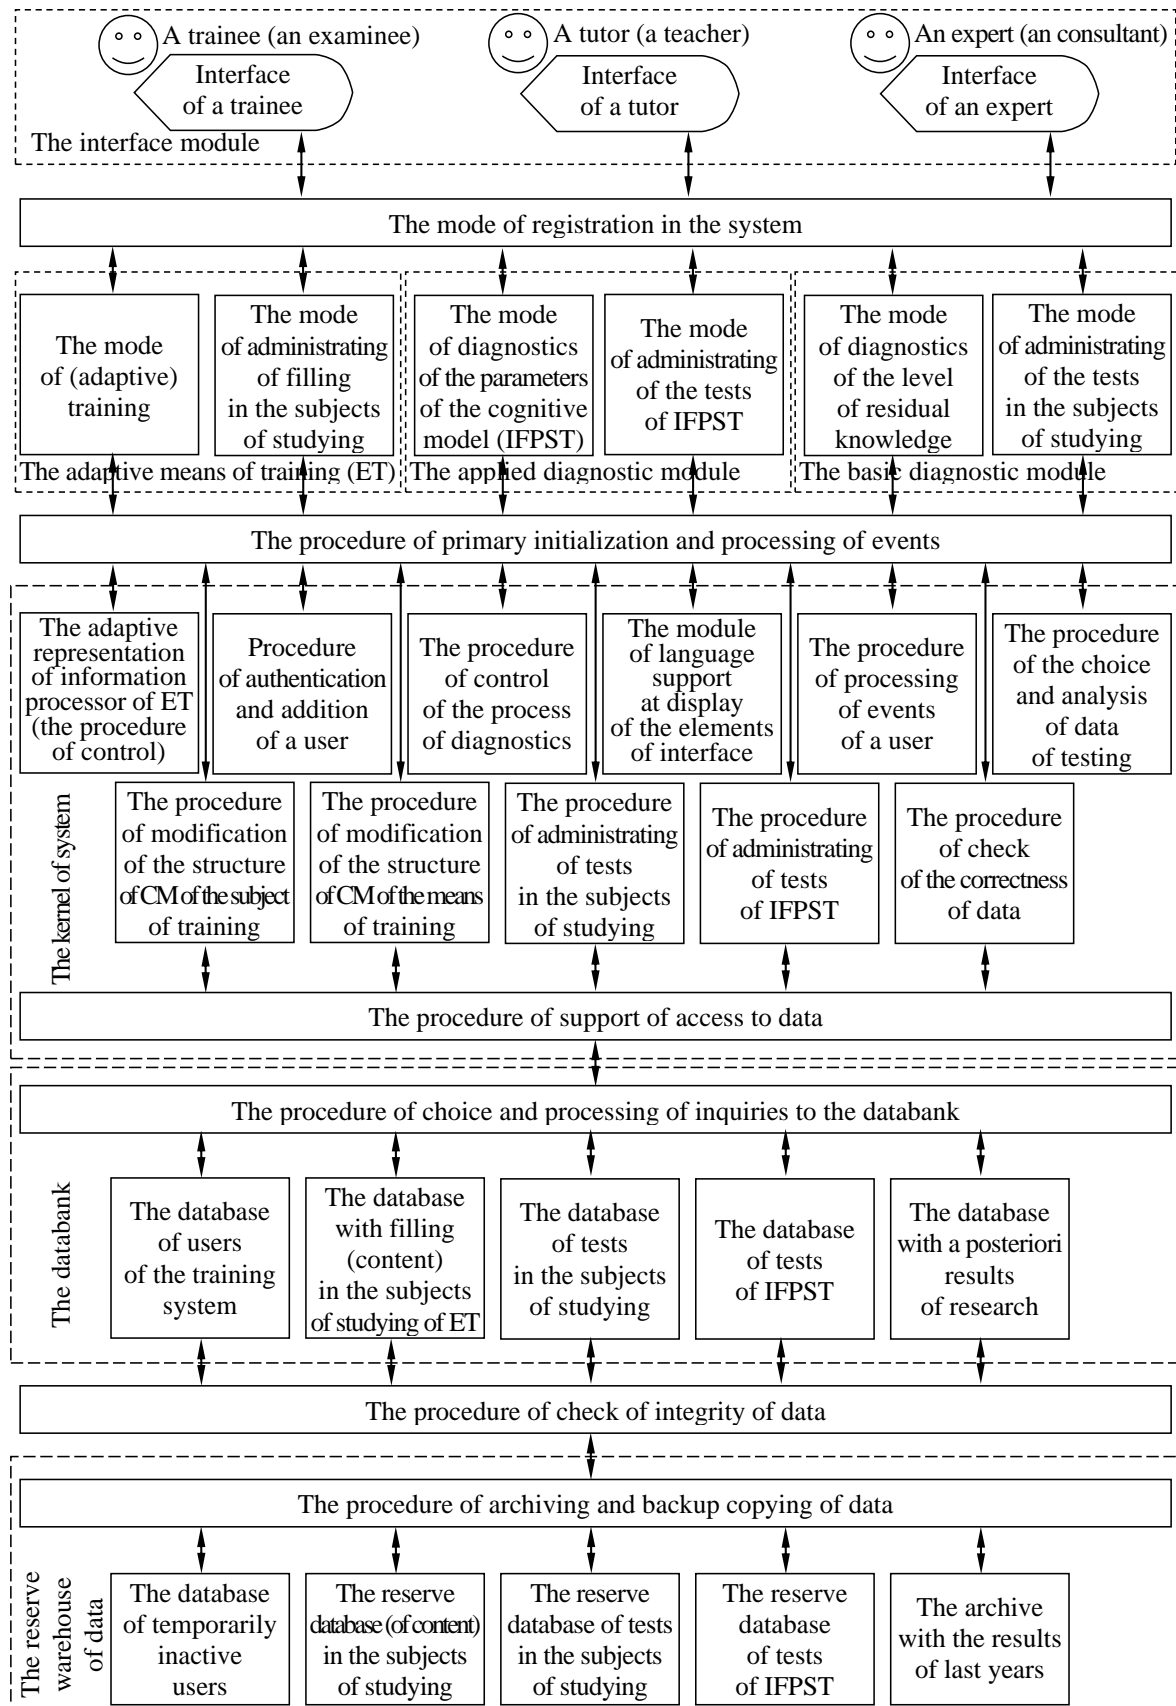 A trainee (an examinee)
Interface
of a trainee
A tutor (a teacher)
Interface
of a tutor
An expert (an consultant)
Interface
of an expert
The interface module
The mode of registration in the system
The mode
of (adaptive)
training
The mode
of administrating
of filling
in the subjects
of studying
The adaptive means of training (ET)
The mode
of diagnostics
of the parameters
of the cognitive
model (IFPST)
The mode
of administrating
of the tests
of IFPST
The applied diagnostic module
The mode
of diagnostics
of the level
of residual
knowledge
The mode
of administrating
of the tests
in the subjects
of studying
The basic diagnostic module
The procedure of primary initialization and processing of events
The adaptive
representation
of information
processor of ET
(the procedure
of control)
Procedure
of authentication
and addition
of a user
The procedure
of control
of the process
of diagnostics
The module
of language
support
at display
of the elements
of interface
The procedure
of processing
of events
of a user
The procedure
of the choice
and analysis
of data
of testing
The kernel of system
The procedure
of modification
of the structure
of CM of the subject
of training
The procedure
of modification
of the structure
of CM of the means
of training
The procedure
of administrating
of tests
in the subjects
of studying
The procedure
of administrating
of tests
of IFPST
The procedure
of check
of the correctness
of data
The procedure of support of access to data
The procedure of choice and processing of inquiries to the databank
The databank
The database
of users
of the training
system
The database
with filling
(content)
in the subjects
of studying of ET
The database
of tests
in the subjects
of studying
The database
of tests
of IFPST
The database
with a posteriori
results
of research
The procedure of check of integrity of data
The procedure of archiving and backup copying of data
The reserve
warehouse
of data
The database
of temporarily
inactive
users
The reserve
database (of content)
in the subjects
of studying
The reserve
database of tests
in the subjects
of studying
The reserve
database
of tests
of IFPST
The archive
with the results
of last years